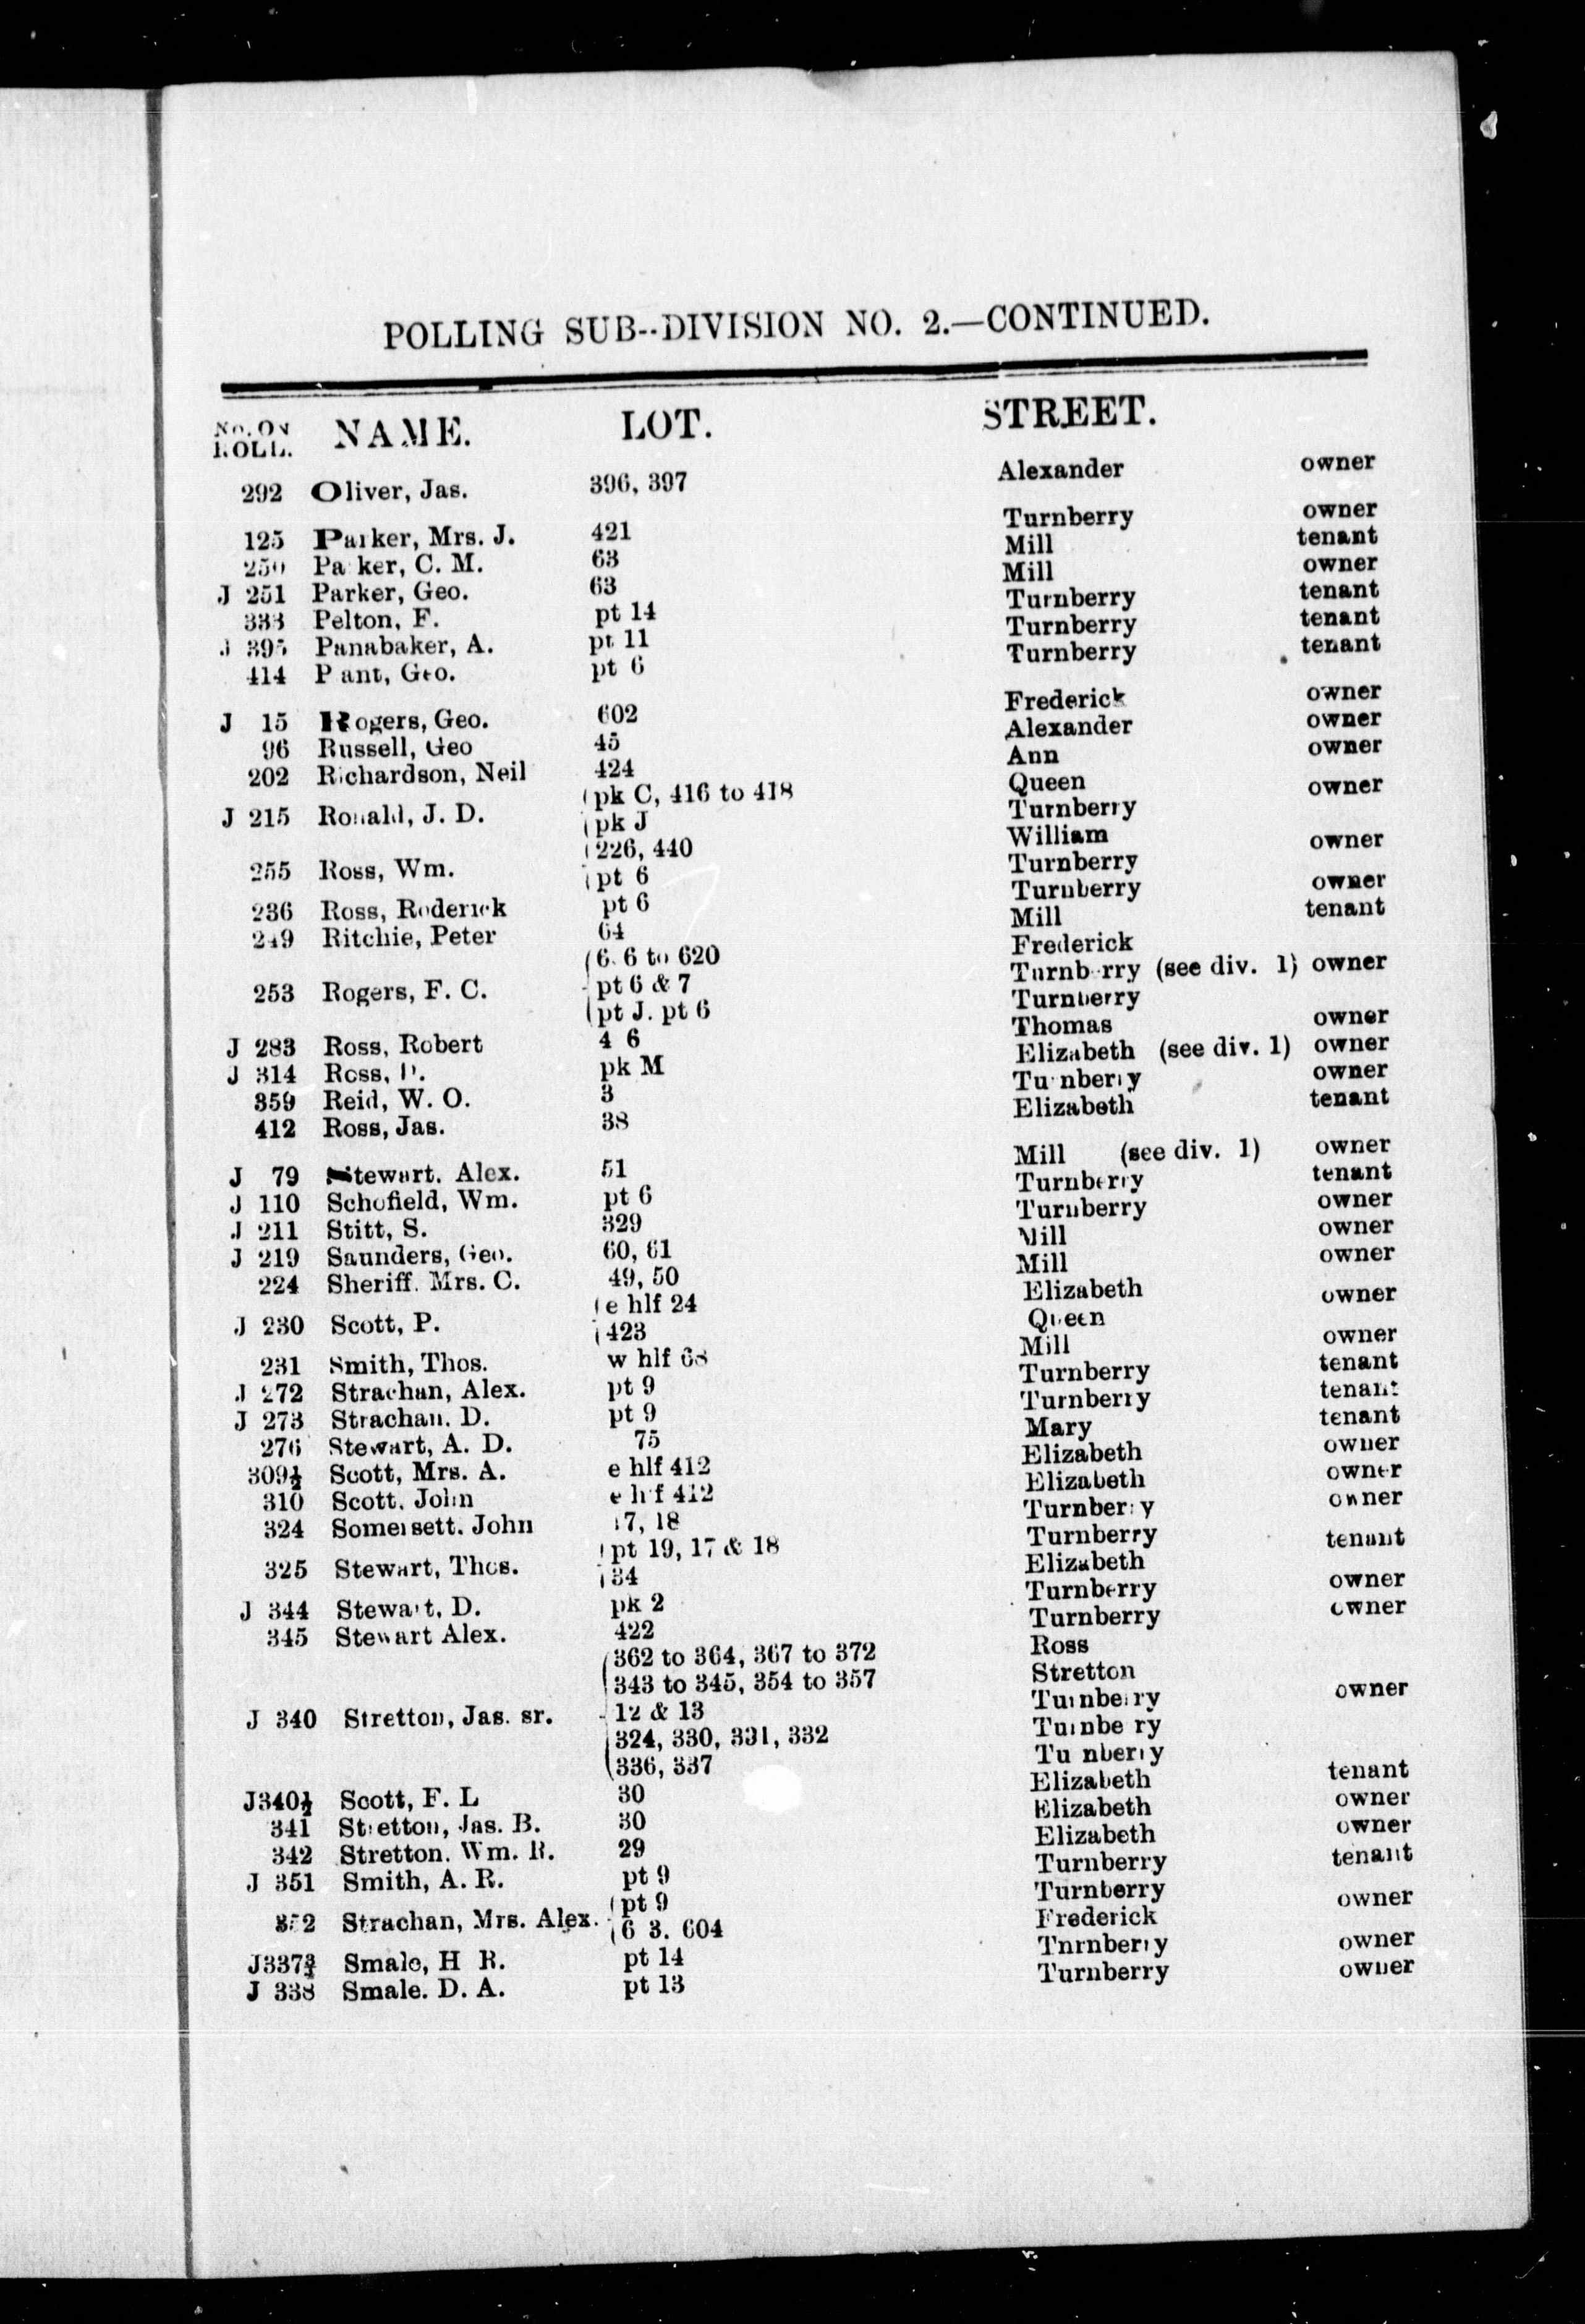 POLLING SUB--DIVISION NO. 2.—CONTINUED.
No. ON ROLL. NAME. LOT. STREET.
292 Oliver, Jas. 396, 397 Alexander owner
125 Parker, Mrs. J. 421 Turnberry owner
250 Pa ker, C. M. 63 Mill tenant
J 251 Parker, Geo. 63 Mill owner
333 Pelton, F. pt 14 Turnberry tenant
J 395 Panabaker, A. pt 11 Turnberry tenant
414 P ant, Geo. pt 6 Turnberry tenant
J 15 Rogers, Geo. 602 Frederick owner
96 Russell, Geo 45 Alexander owner
202 Richardson, Neil 424 Ann owner
pk C, 416 to 418 Queen
J 215 Ronald, J. D. pk J Turnberry owner
226, 440 William
255 Ross, Wm. pt 6 Turnberry owner
236 Ross, Roderick pt 6 Turnberry owner
249 Ritchie, Peter 64 Mill tenant
6 6 to 620 Frederick
253 Rogers, F. C. pt 6 & 7 Turnb rry (see div. 1) owner
pt J. pt 6 Turnberry
J 283 Ross, Robert 4 6 Thomas owner
J 314 Ross, pk M Elizabeth (see div. 1) owner
359 Reid, W. O. 3 Tu nberry owner
412 Ross, Jas. 38 Elizabeth tenant
J 79 Stewart. Alex. 51 Mill (see div. 1) owner
J 110 Schofield, Wm. pt 6 Turnberry tenant
J 211 Stitt, S. 329 Turnberry owner
J 219 Saunders, Geo. 60, 61 Mill owner
224 Sheriff. Mrs. C. 49, 50 Mill owner
e hlf 24 Elizabeth
J 230 Scott, P. 423 Queen owner
231 Smith, Thos. w hlf 68 Mill owner
J 272 Strachan, Alex. pt 9 Turnberry tenant
J 273 Strachan. D. pt 9 Turnberry tenant
276 Stewart, A. D. 75 Mary tenant
309½ Scott, Mrs. A. e hlf 412 Elizabeth owner
310 Scott, John e h f 412 Elizabeth owner
324 Somersett. John 17, 18 Turnberry owner
pt 19, 17 & 18 Turnberry
325 Stewart, Thos. 34 Elizabeth tenant
J 344 Stewart, D. pk 2 Turnberry owner
345 Stewart Alex. 422 Turnberry owner
362 to 364, 367 to 372 Ross
343 to 345, 354 to 357 Stretton
J 340 Stretton, Jas. sr. 12 & 13 Turnberry owner
324, 330, 331, 332 Turnbe ry
336, 337 Tu nberry
J340½ Scott, F. L 30 Elizabeth tenant
341 Stretton, Jas. B. 30 Elizabeth owner
342 Stretton. Wm. R. 29 Elizabeth owner
J 351 Smith, A. R. pt 9 Turnberry tenant
pt 9 Turnberry
352 Strachan, Mrs. Alex. 6 3. 604 Frederick owner
J337¾ Smale, H R. pt 14 Tnrnberry owner
J 338 Smale. D. A. pt 13 Turnberry owner